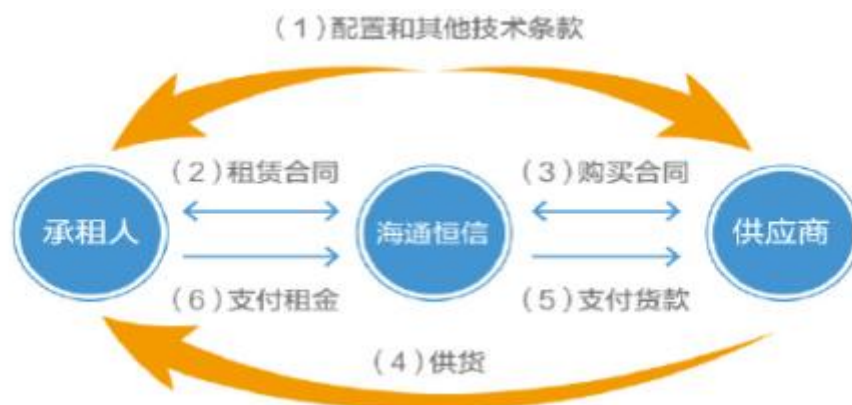 （1）配置和其他技术条款
（2）租赁合同
（3）购买合同
承租人
海通恒信
供应商
（6）支付租金
（5）支付货款
（4）供货